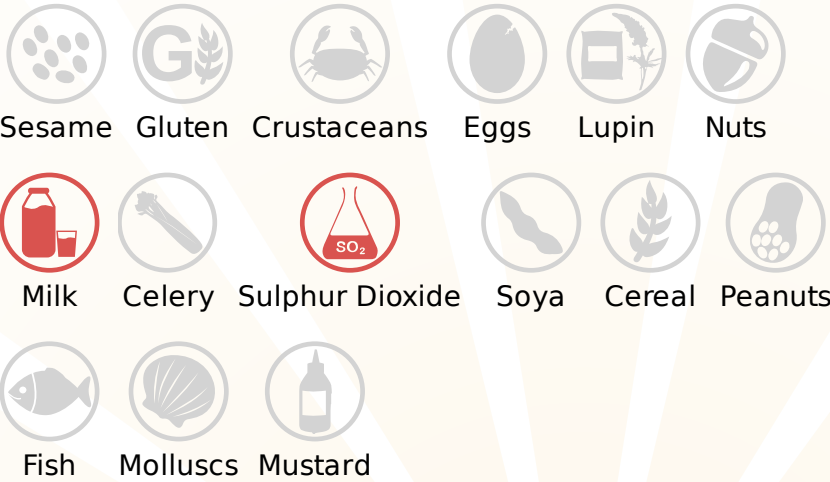 G
Sesame Gluten Crustaceans Eggs Lupin Nuts
SO₂
Milk Celery Sulphur Dioxide Soya Cereal Peanuts
Fish Molluscs Mustard